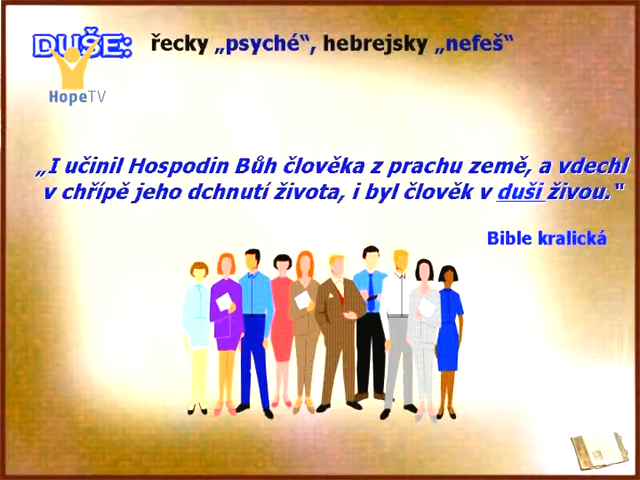 DUŠE: řecky „psyché“, hebrejsky „nefeš“
HopeTV
„I učinil Hospodin Bůh člověka z prachu země, a vdechl
v chřípě jeho dchnutí života, i byl člověk v duši živou."
Bible kralická